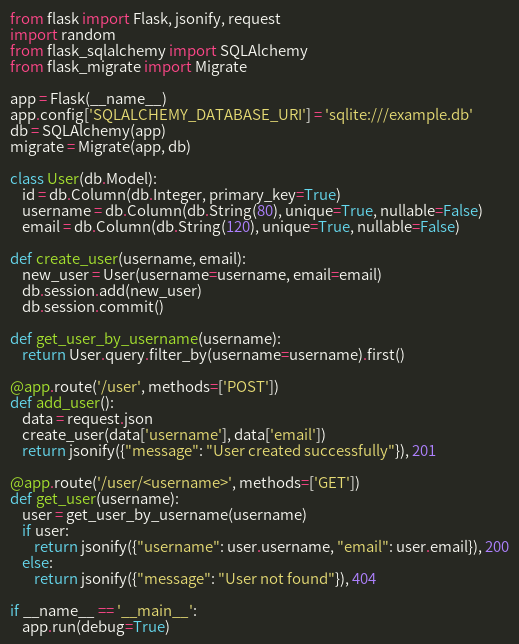 from flask import Flask, jsonify, request
import random
from flask_sqlalchemy import SQLAlchemy
from flask_migrate import Migrate

app = Flask(__name__)
app.config['SQLALCHEMY_DATABASE_URI'] = 'sqlite:///example.db'
db = SQLAlchemy(app)
migrate = Migrate(app, db)

class User(db.Model):
    id = db.Column(db.Integer, primary_key=True)
    username = db.Column(db.String(80), unique=True, nullable=False)
    email = db.Column(db.String(120), unique=True, nullable=False)

def create_user(username, email):
    new_user = User(username=username, email=email)
    db.session.add(new_user)
    db.session.commit()

def get_user_by_username(username):
    return User.query.filter_by(username=username).first()

@app.route('/user', methods=['POST'])
def add_user():
    data = request.json
    create_user(data['username'], data['email'])
    return jsonify({"message": "User created successfully"}), 201

@app.route('/user/<username>', methods=['GET'])
def get_user(username):
    user = get_user_by_username(username)
    if user:
        return jsonify({"username": user.username, "email": user.email}), 200
    else:
        return jsonify({"message": "User not found"}), 404

if __name__ == '__main__':
    app.run(debug=True)